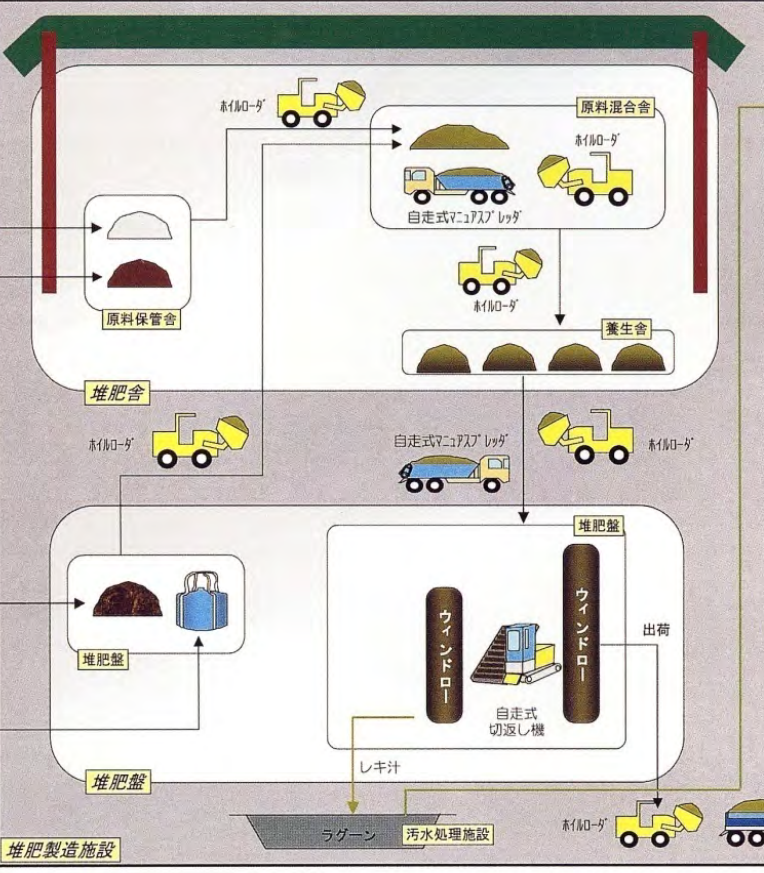 ﾎｲﾙﾛｰﾀﾞ
原料混合舎
ﾎｲﾙﾛｰﾀﾞ
自走式ﾏﾆｭｱｽﾌﾟﾚｯﾀﾞ
原料保管舎
ﾎｲﾙﾛｰﾀﾞ
養生舎
堆肥舎
ﾎｲﾙﾛｰﾀﾞ
自走式ﾏﾆｭｱｽﾌﾟﾚｯﾀﾞ
ﾎｲﾙﾛｰﾀﾞ
堆肥盤
堆肥盤
ウィンドロー
ウィンドロー
自走式
切返し機
出荷
レキ汁
堆肥盤
ラグーン
汚水処理施設
ﾎｲﾙﾛｰﾀﾞ
堆肥製造施設